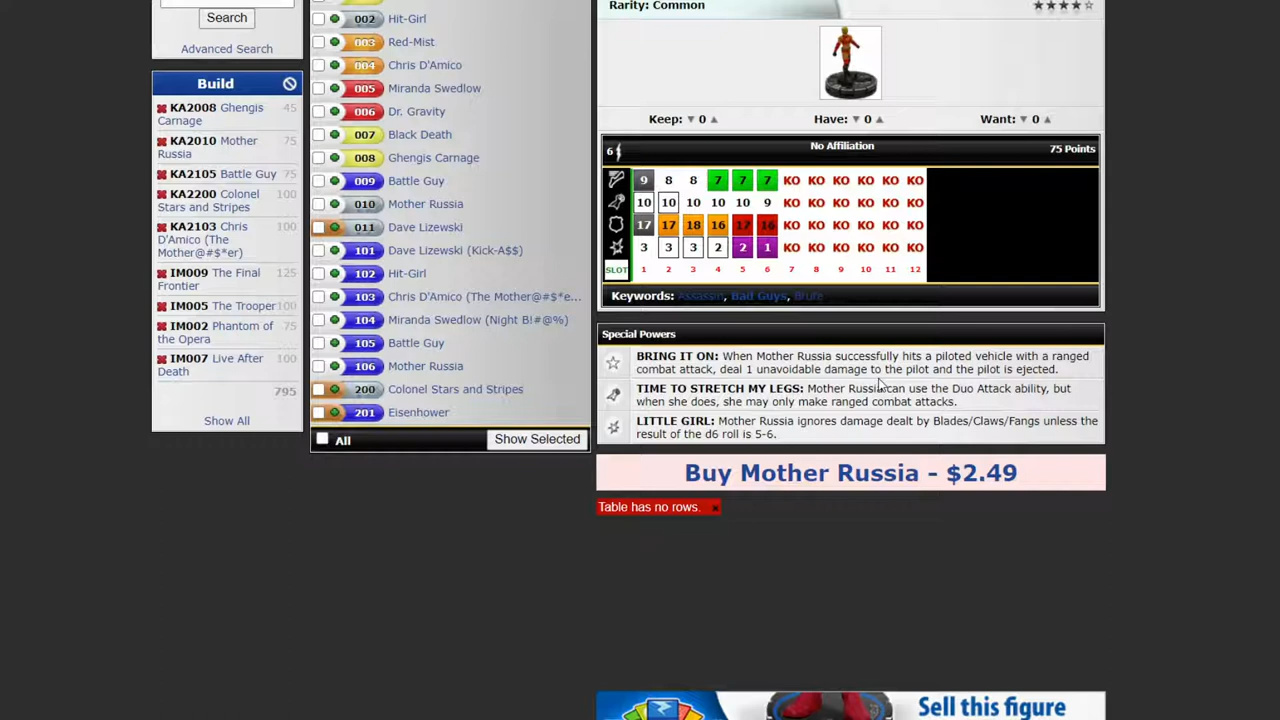 Search
Advanced Search
Build
KA2008 Ghengis Carnage 45
KA2010 Mother Russia 75
KA2105 Battle Guy 75
KA2200 Colonel Stars and Stripes 100
KA2103 Chris D'Amico (The Mother@#$*er) 100
IM009 The Final Frontier 125
IM005 The Trooper 100
IM002 Phantom of the Opera 75
IM007 Live After Death 100
795
Show All
002 Hit-Girl
003 Red-Mist
004 Chris D'Amico
005 Miranda Swedlow
006 Dr. Gravity
007 Black Death
008 Ghengis Carnage
009 Battle Guy
010 Mother Russia
011 Dave Lizewski
101 Dave Lizewski (Kick-A$$)
102 Hit-Girl
103 Chris D'Amico (The Mother@#$*e...
104 Miranda Swedlow (Night B!#@%)
105 Battle Guy
106 Mother Russia
200 Colonel Stars and Stripes
201 Eisenhower
All
Show Selected
Rarity: Common ★★★★☆
Keep: ▼ 0 ▲ Have: ▼ 0 ▲ Want: ▼ 0 ▲
6 No Affiliation 75 Points
9 8 8 7 7 7 KO KO KO KO KO KO
10 10 10 10 10 9 KO KO KO KO KO KO
17 17 18 16 17 16 KO KO KO KO KO KO
3 3 3 2 2 1 KO KO KO KO KO KO
SLOT 1 2 3 4 5 6 7 8 9 10 11 12
Keywords: Assassin, Bad Guys, Brute
Special Powers
BRING IT ON: When Mother Russia successfully hits a piloted vehicle with a ranged
combat attack, deal 1 unavoidable damage to the pilot and the pilot is ejected.
TIME TO STRETCH MY LEGS: Mother Russia can use the Duo Attack ability, but
when she does, she may only make ranged combat attacks.
LITTLE GIRL: Mother Russia ignores damage dealt by Blades/Claws/Fangs unless the
result of the d6 roll is 5-6.
Buy Mother Russia - $2.49
Table has no rows. x
Sell this figure